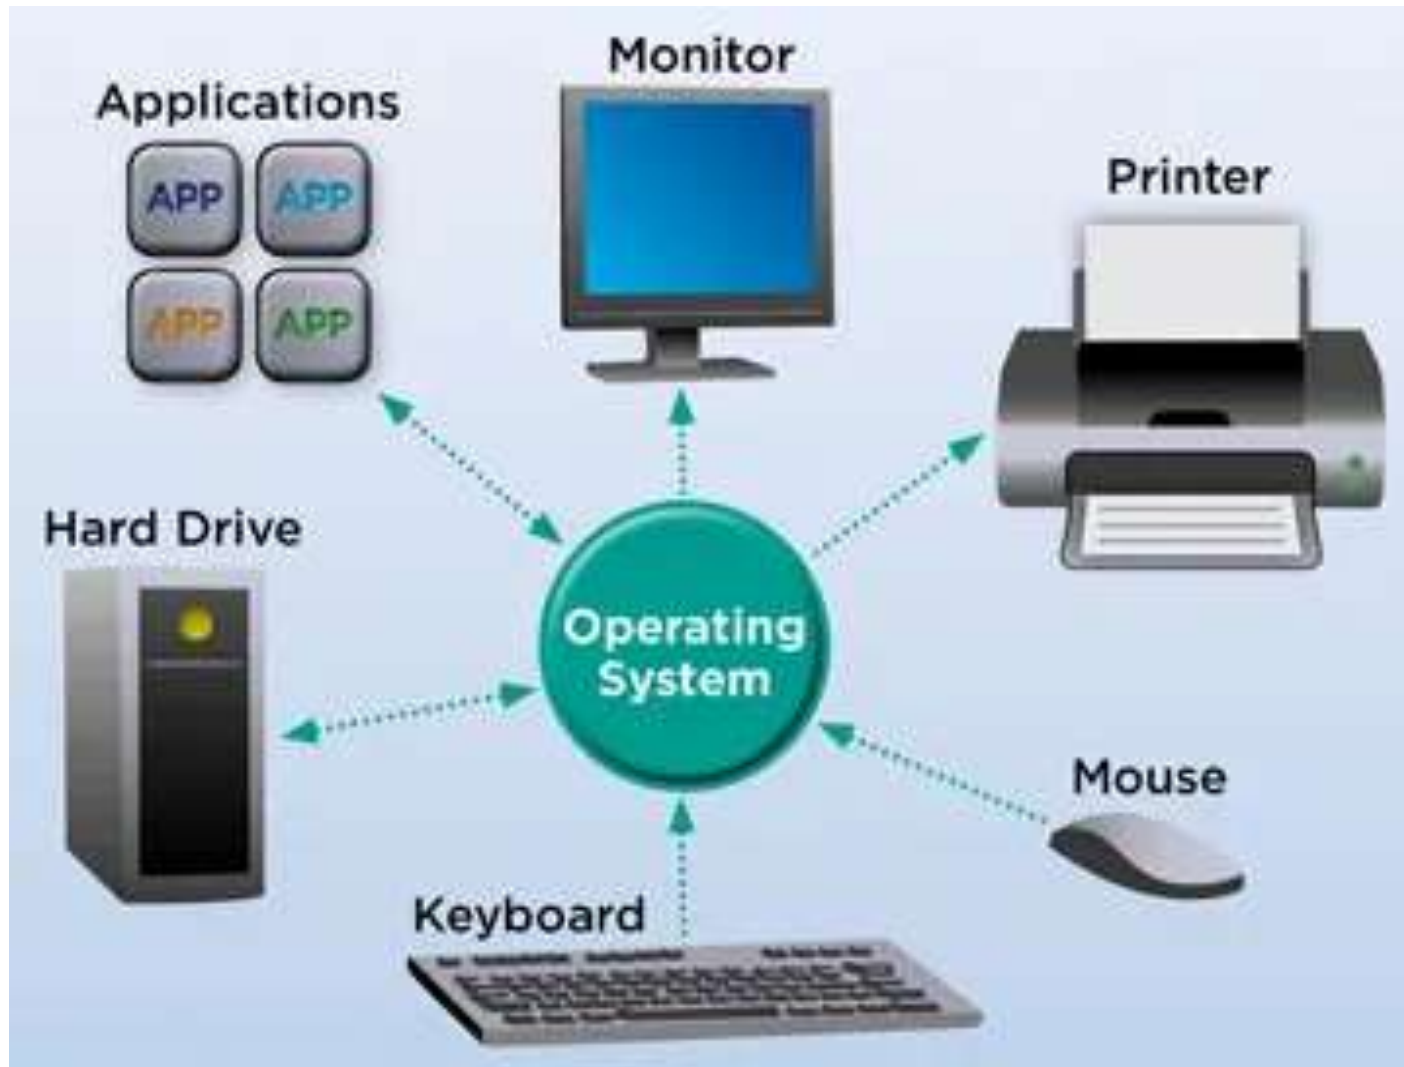 Monitor
Applications
APP APP
APP APP
Printer
Hard Drive
Operating
System
Mouse
Keyboard